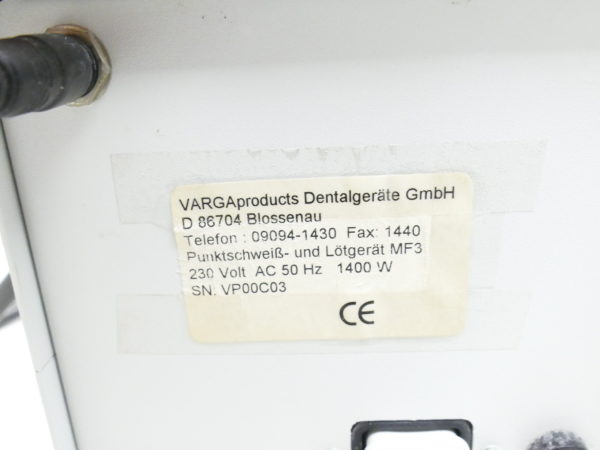 VARGAproducts Dentalgeräte GmbH
D 86704 Blossenau
Telefon : 09094-1430 Fax: 1440
Punktschweiß- und Lötgerät MF3
230 Volt AC 50 Hz 1400 W
SN. VP00C03
CE